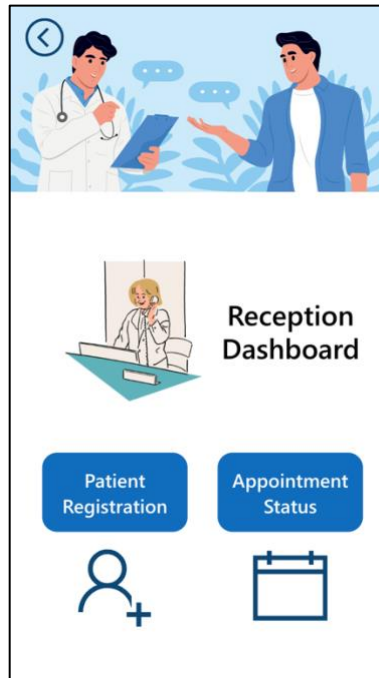 Reception
Dashboard
Patient
Registration
Appointment
Status